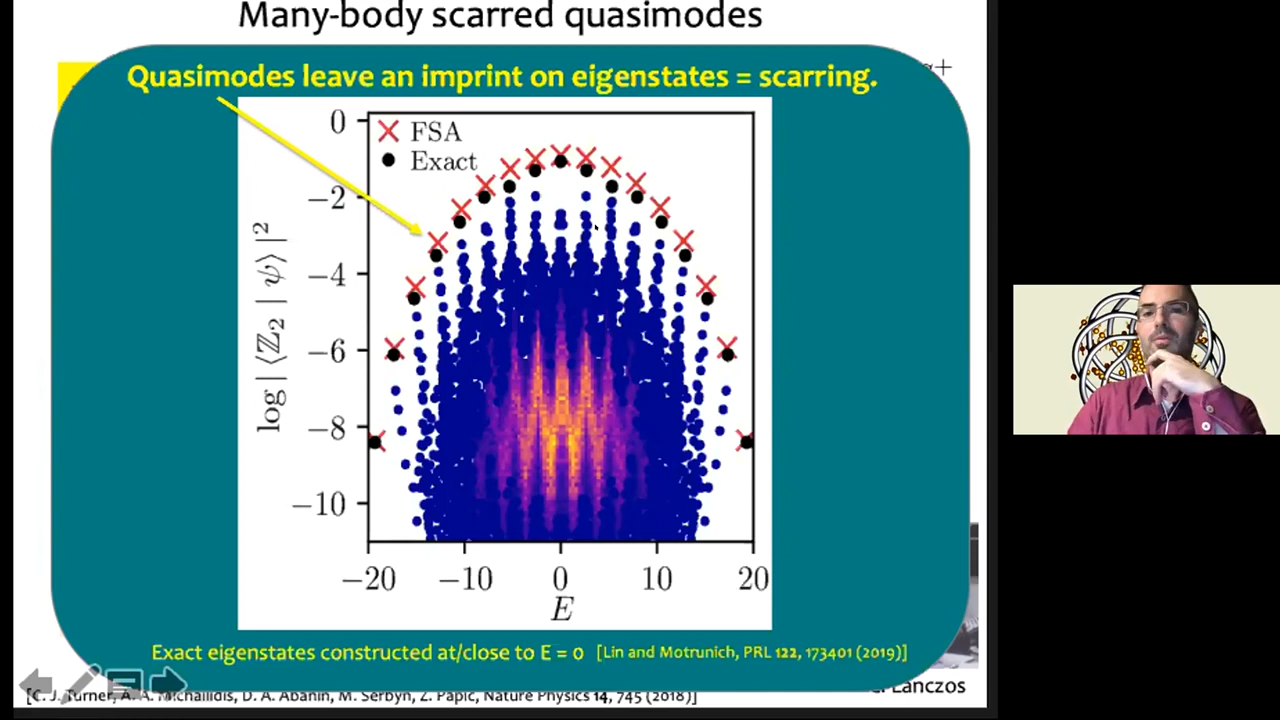 Many-body scarred quasimodes
Quasimodes leave an imprint on eigenstates = scarring.
FSA
Exact
0
−2
−4
−6
−8
−10
log | ⟨ℤ₂ | ψ⟩ |²
−20 −10 0 10 20
E
Exact eigenstates constructed at/close to E = 0 [Lin and Motrunich, PRL 122, 173401 (2019)]
Lanczos
[C. J. Turner, A. A. Michailidis, D. A. Abanin, M. Serbyn, Z. Papic, Nature Physics 14, 745 (2018)]